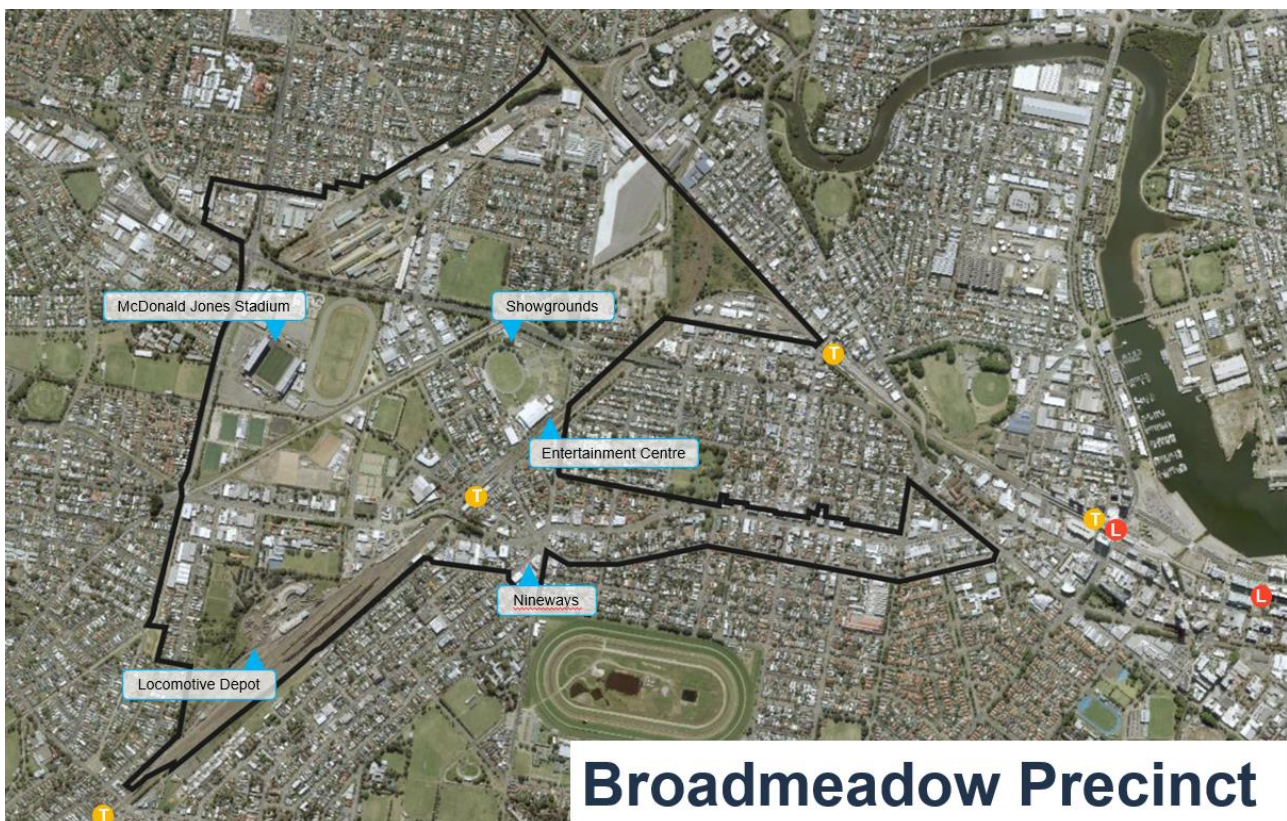 McDonald Jones Stadium
Showgrounds
T
Entertainment Centre
T
T
L
Nineways
L
Locomotive Depot
T
Broadmeadow Precinct